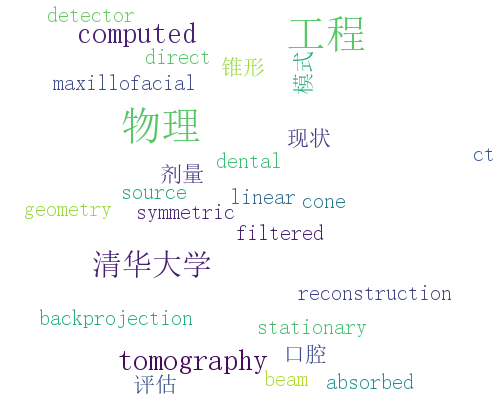 detector
computed
工程
direct
锥形
模式
maxillofacial
物理
现状
ct
dental
剂量
source
linear
cone
geometry
symmetric
filtered
清华大学
reconstruction
backprojection
stationary
tomography
口腔
评估
beam
absorbed